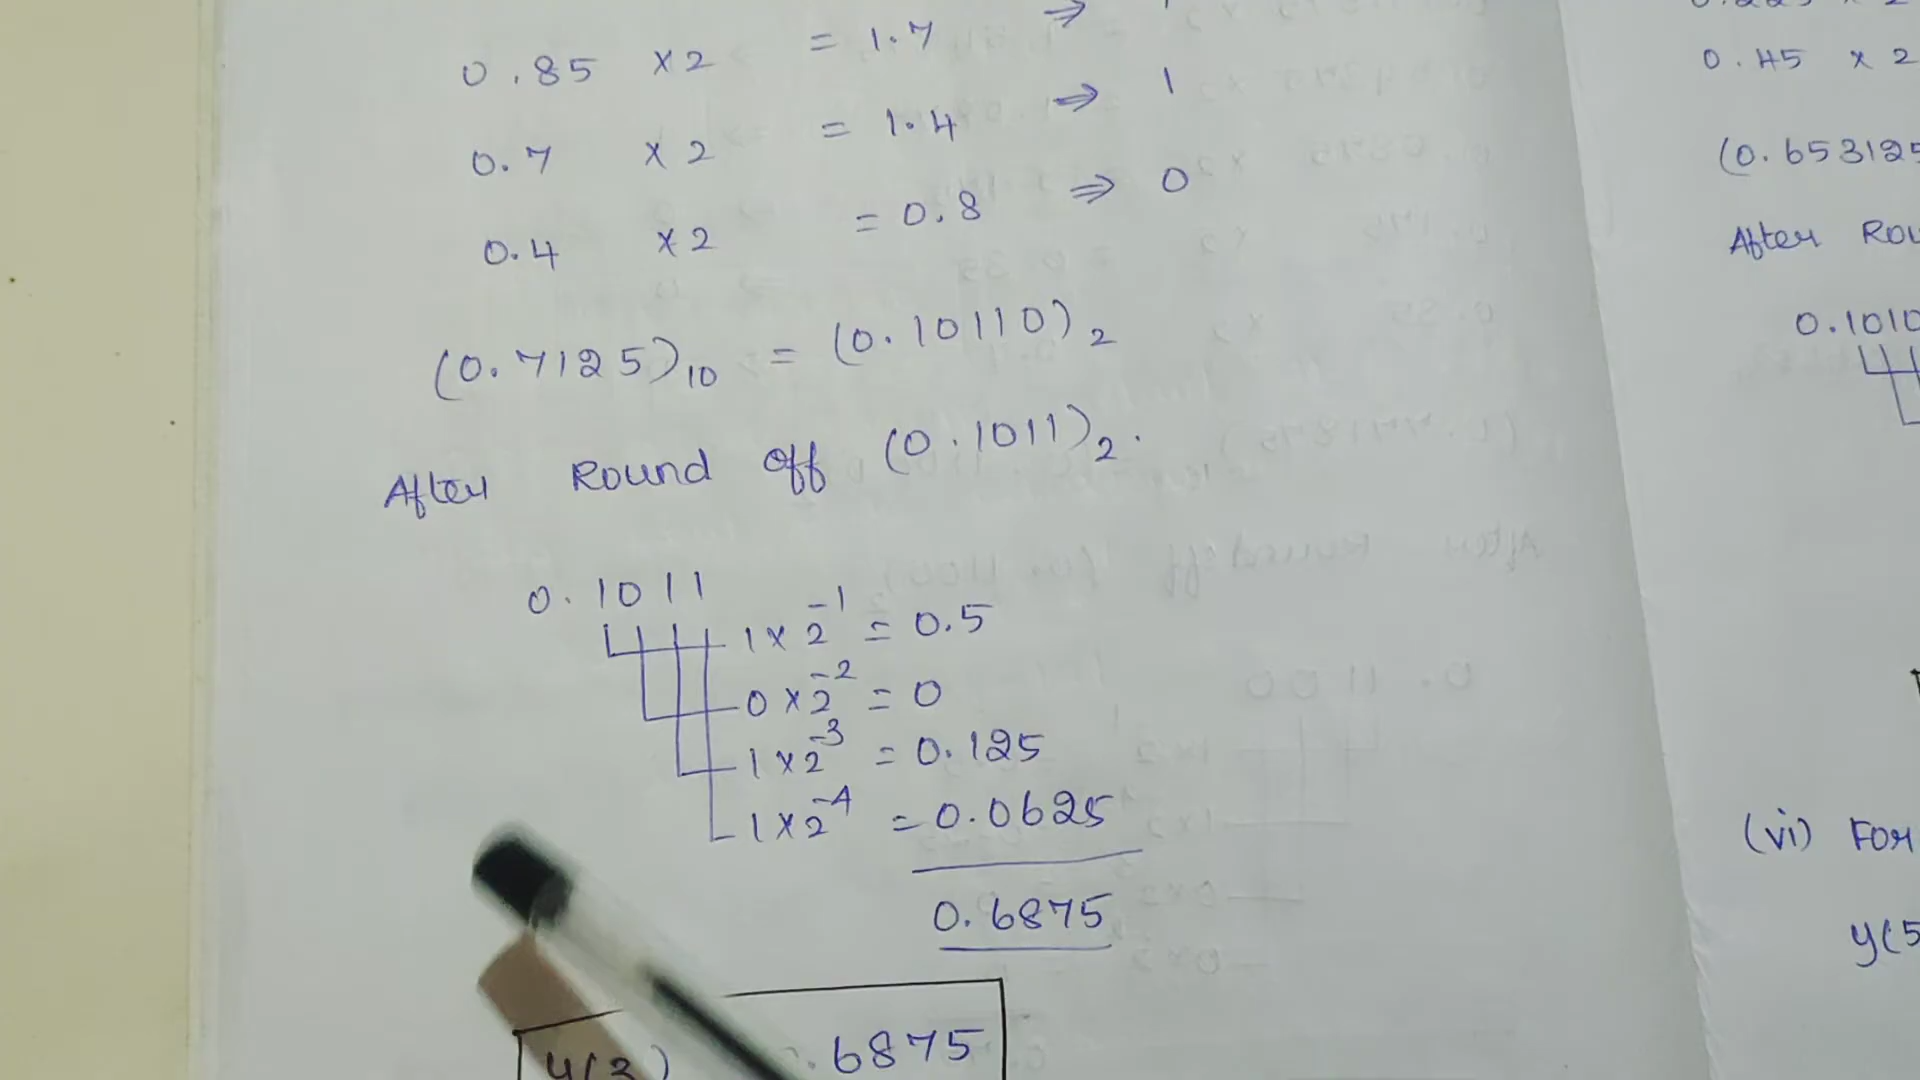 0.85 ×2 = 1.7 ⇒
0.7 ×2 = 1.4 ⇒ 1
0.4 ×2 = 0.8 ⇒ 0
(0.7125)₁₀ = (0.10110)₂
After Round off (0.1011)₂.
0.1011
1×2⁻¹ = 0.5
0×2⁻² = 0
1×2⁻³ = 0.125
1×2⁻⁴ = 0.0625
0.6875
y(3) .6875
0.45 × 2
(0.653125
After Rou
0.1010
(vi) For
y(5